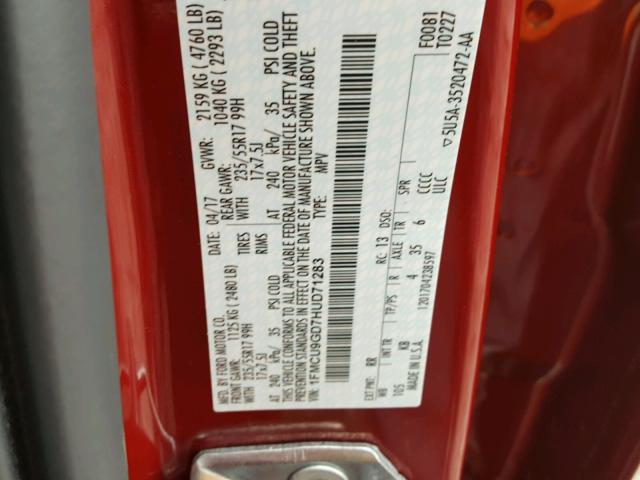 MFD. BY FORD MOTOR CO.
DATE: 04/17 GVWR: 2159 KG ( 4760 LB)
FRONT GAWR: 1125 KG ( 2480 LB) REAR GAWR: 1040 KG ( 2293 LB)
WITH 235/55R17 99H TIRES WITH 235/55R17 99H
17x7.5J RIMS 17x7.5J
AT 240 kPa/ 35 PSI COLD AT 240 kPa/ 35 PSI COLD
THIS VEHICLE CONFORMS TO ALL APPLICABLE FEDERAL MOTOR VEHICLE SAFETY AND THEFT
PREVENTION STANDARDS IN EFFECT ON THE DATE OF MANUFACTURE SHOWN ABOVE.
VIN: 1FMCU9GD7HUD71283 TYPE: MPV
F0081
T0227
EXT PNT: RR RC: 13 DSO:
WB INT TR TP/PS R AXLE TR SPR
105 KB 4 35 6 CCCC
MADE IN U.S.A. 1201704238597 ULC
▽5U5A-3520472-AA